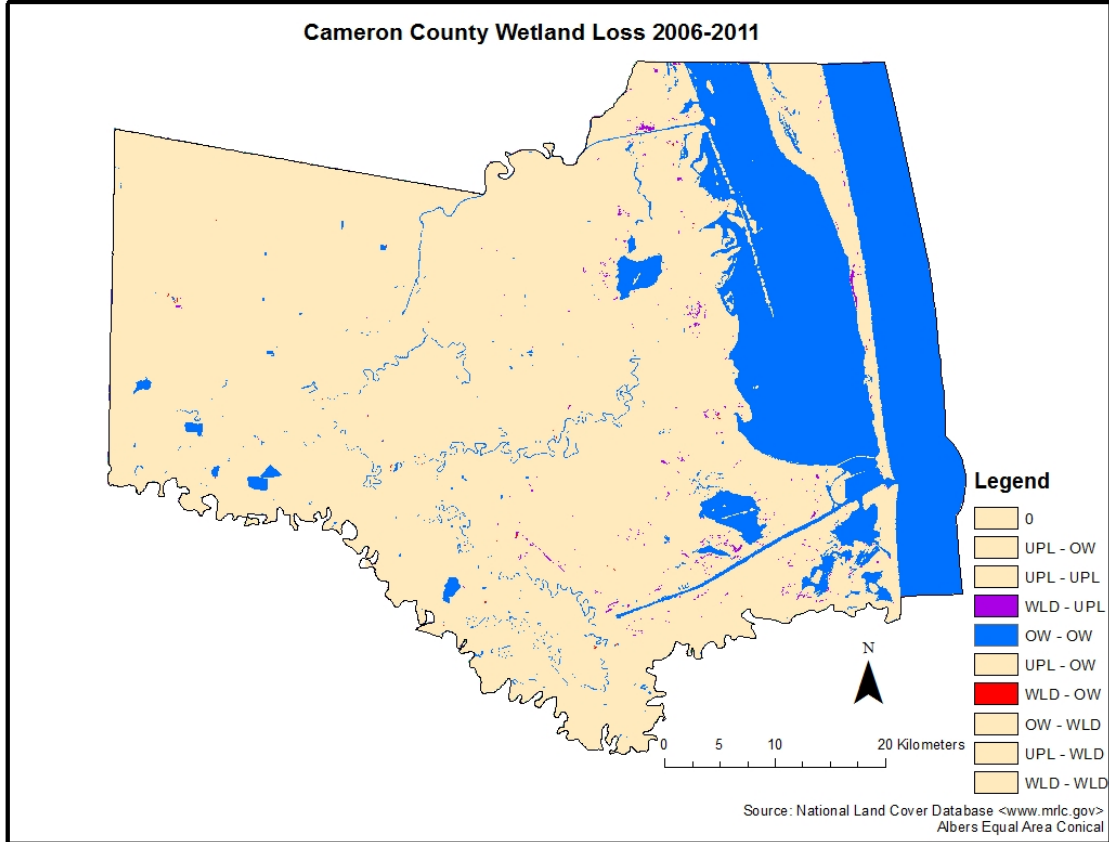 Cameron County Wetland Loss 2006-2011
Legend
0
UPL - OW
UPL - UPL
WLD - UPL
OW - OW
UPL - OW
WLD - OW
OW - WLD
UPL - WLD
WLD - WLD
N
0 5 10 20 Kilometers
Source: National Land Cover Database <www.mrlc.gov>
Albers Equal Area Conical